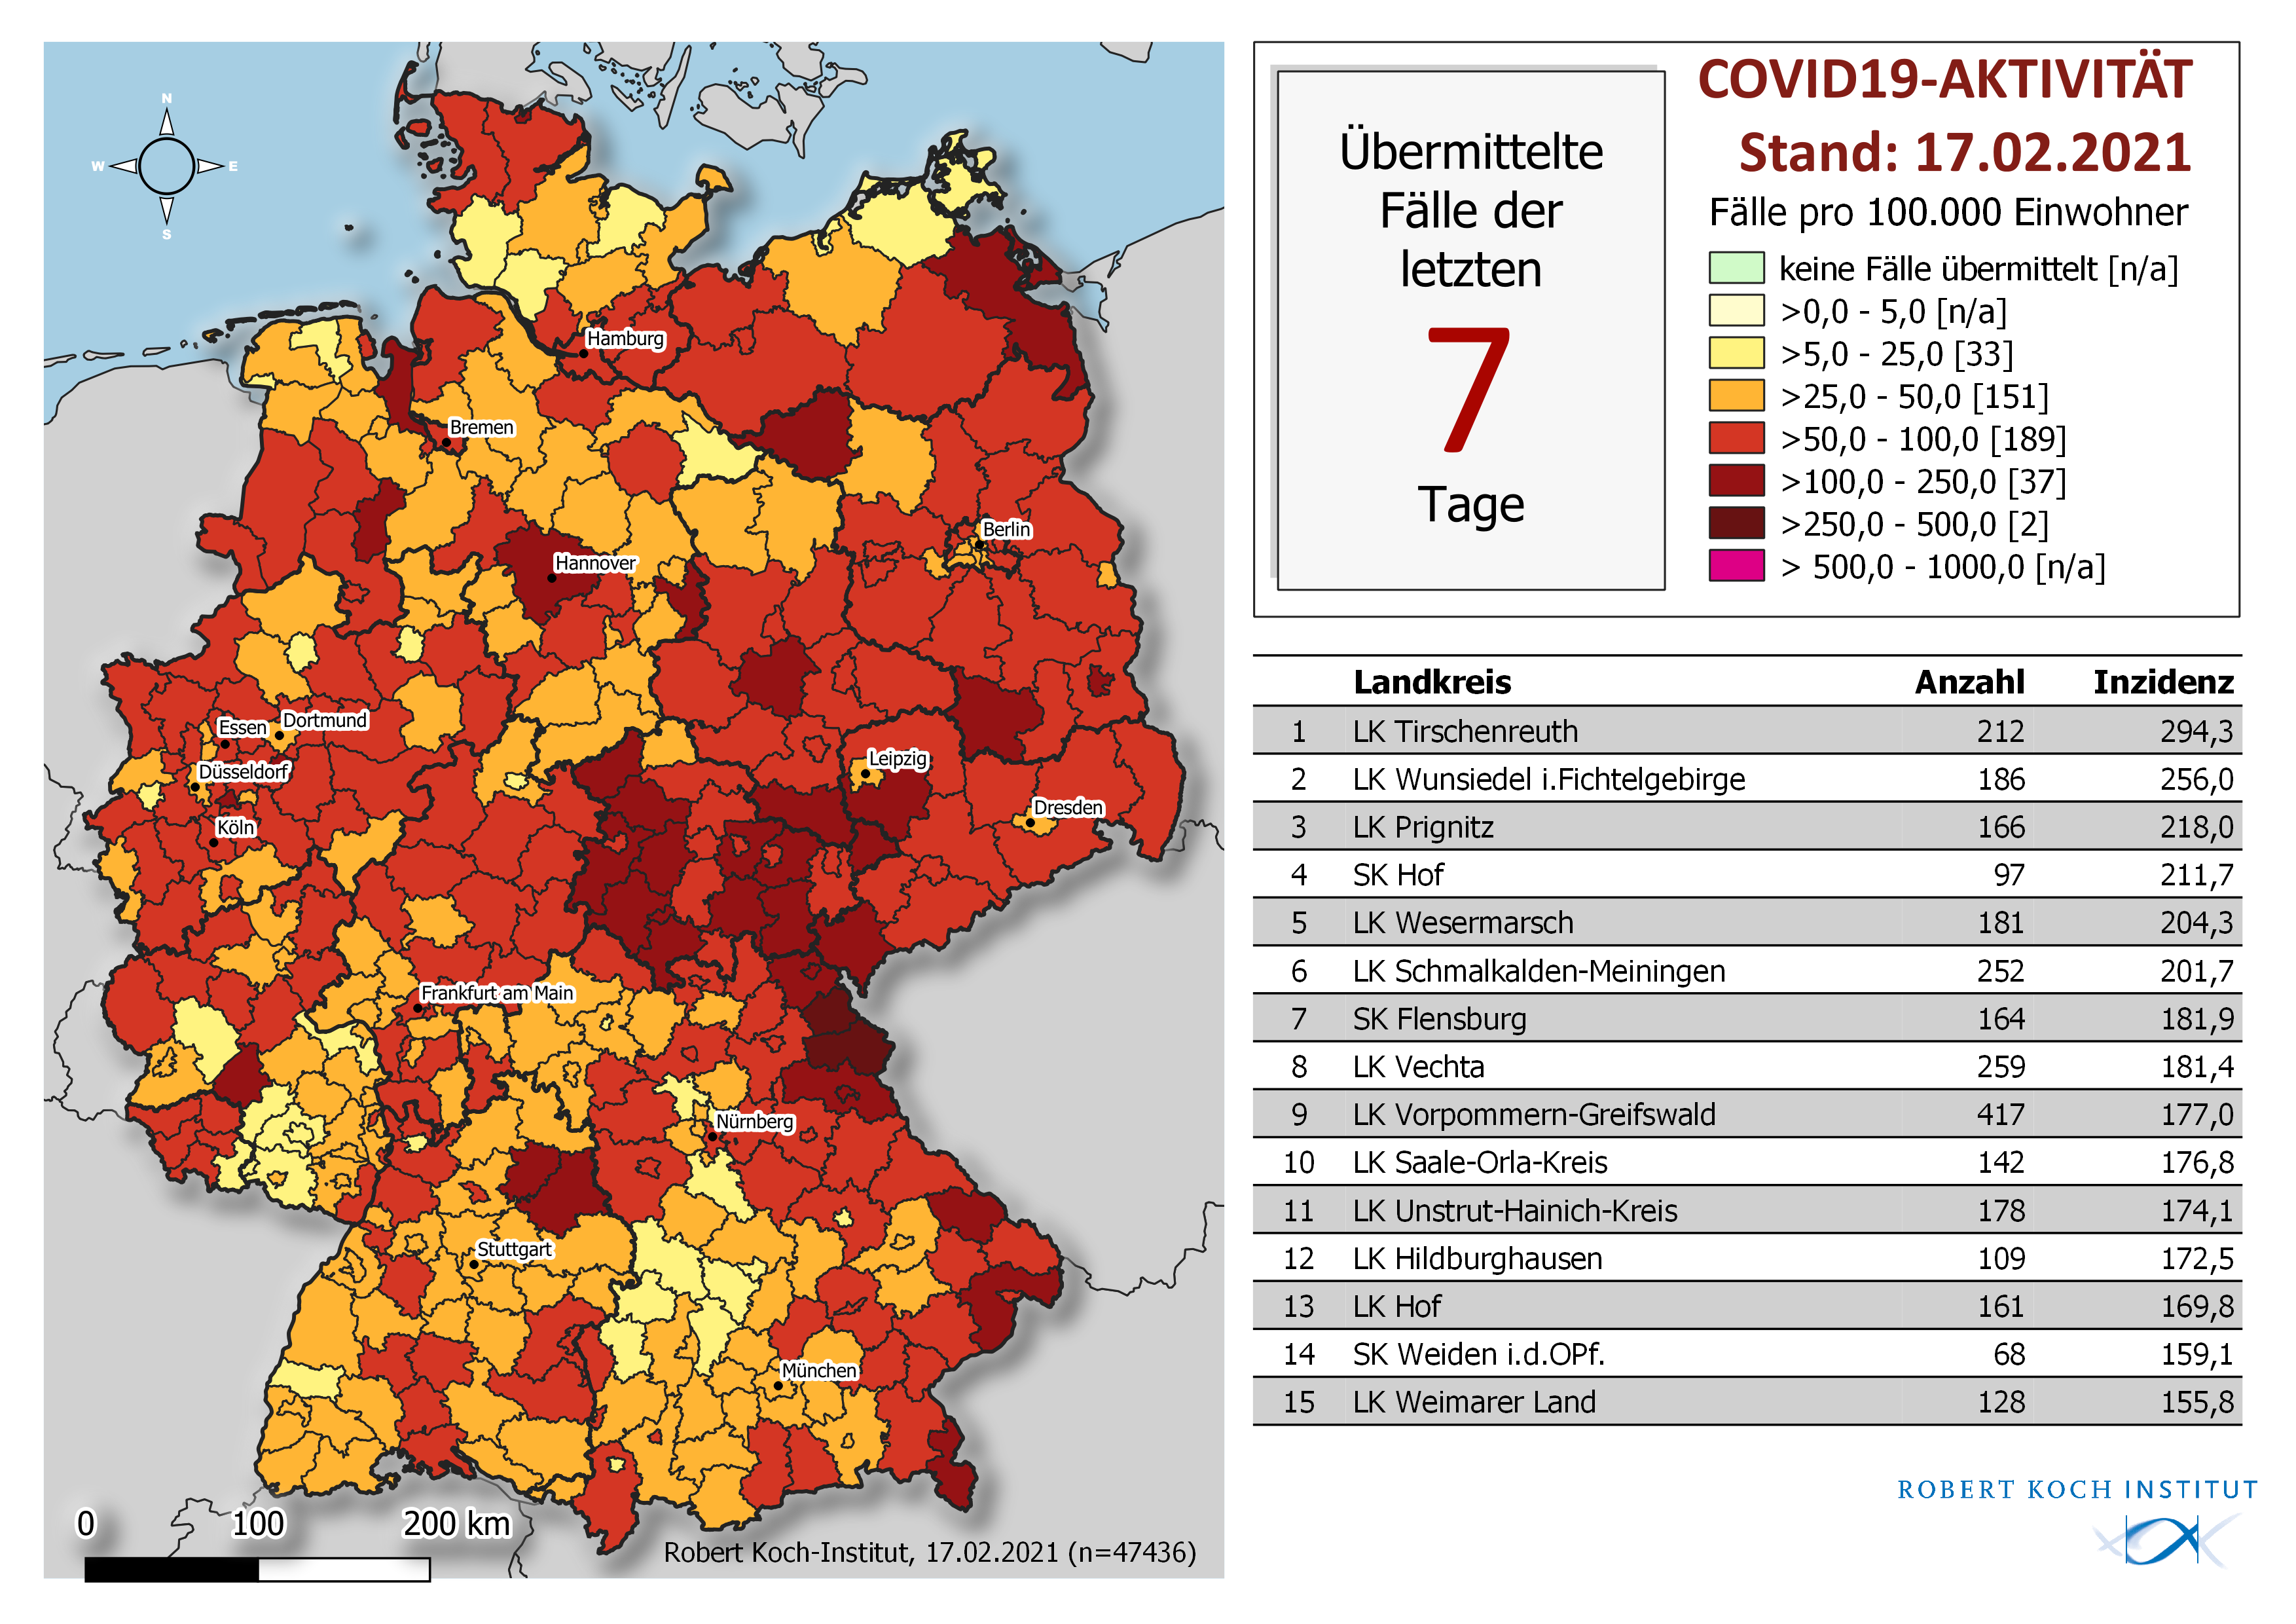 N
W
E
S
Hamburg
Bremen
Berlin
Hannover
Essen
Dortmund
Düsseldorf
Leipzig
Dresden
Köln
Frankfurt am Main
Nürnberg
Stuttgart
München
0 100 200 km
Robert Koch-Institut, 17.02.2021 (n=47436)
Übermittelte
Fälle der
letzten
7
Tage
COVID19-AKTIVITÄT
Stand: 17.02.2021
Fälle pro 100.000 Einwohner
keine Fälle übermittelt [n/a]
>0,0 - 5,0 [n/a]
>5,0 - 25,0 [33]
>25,0 - 50,0 [151]
>50,0 - 100,0 [189]
>100,0 - 250,0 [37]
>250,0 - 500,0 [2]
> 500,0 - 1000,0 [n/a]
Landkreis Anzahl Inzidenz
1 LK Tirschenreuth 212 294,3
2 LK Wunsiedel i.Fichtelgebirge 186 256,0
3 LK Prignitz 166 218,0
4 SK Hof 97 211,7
5 LK Wesermarsch 181 204,3
6 LK Schmalkalden-Meiningen 252 201,7
7 SK Flensburg 164 181,9
8 LK Vechta 259 181,4
9 LK Vorpommern-Greifswald 417 177,0
10 LK Saale-Orla-Kreis 142 176,8
11 LK Unstrut-Hainich-Kreis 178 174,1
12 LK Hildburghausen 109 172,5
13 LK Hof 161 169,8
14 SK Weiden i.d.OPf. 68 159,1
15 LK Weimarer Land 128 155,8
ROBERT KOCH INSTITUT